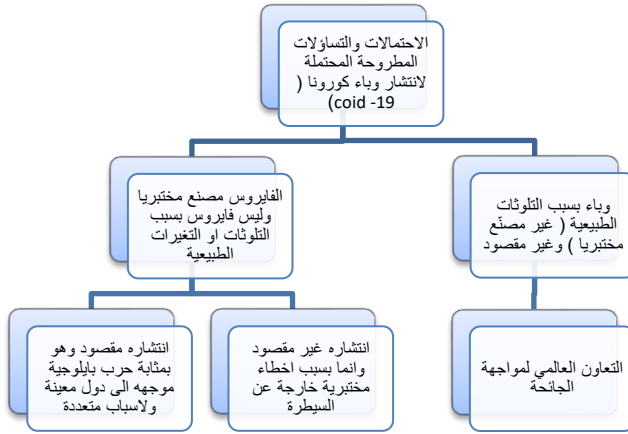 الاحتمالات والتساؤلات
المطروحة المحتملة
لانتشار وباء كورونا (
coid -19)
وباء بسبب التلوثات
الطبيعية ( غير مصنّع
مختبريا ) وغير مقصود
الفايروس مصنع مختبريا
وليس فايروس بسبب
التلوثات او التغيرات
الطبيعية
التعاون العالمي لمواجهة
الجائحة
انتشاره غير مقصود
وانما بسبب اخطاء
مختبرية خارجة عن
السيطرة
انتشاره مقصود وهو
بمثابة حرب بايلوجية
موجهه الى دول معينة
ولاسباب متعددة